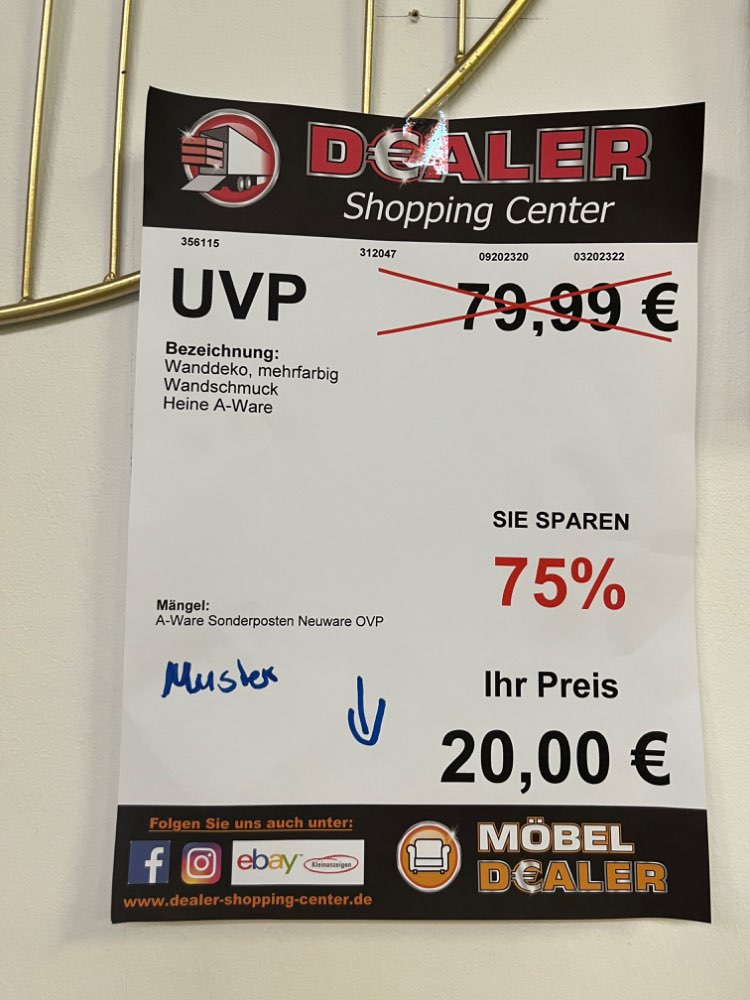 D€ALER
Shopping Center
356115 312047 09202320 03202322
UVP 79,99 €
Bezeichnung:
Wanddeko, mehrfarbig
Wandschmuck
Heine A-Ware
SIE SPAREN
75%
Mängel:
A-Ware Sonderposten Neuware OVP
Muster
Ihr Preis
20,00 €
Folgen Sie uns auch unter:
f ebay Kleinanzeigen
www.dealer-shopping-center.de
MÖBEL
D€ALER